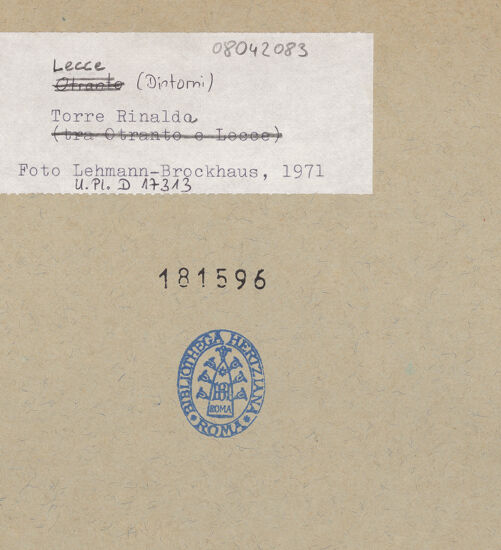 08042083
Lecce
Otranto (Dintorni)
Torre Rinalda
(tra Otranto e Lecce)
Foto Lehmann-Brockhaus, 1971
U. Pl. D 17313
181596
BIBLIOTHECA HERTZIANA
ROMA
ROMA